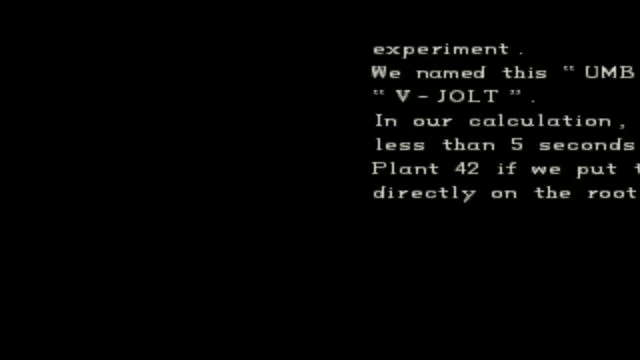 experiment .
We named this “ UMB
“ V - JOLT ” .
In our calculation ,
less than 5 seconds
Plant 42 if we put
directly on the root